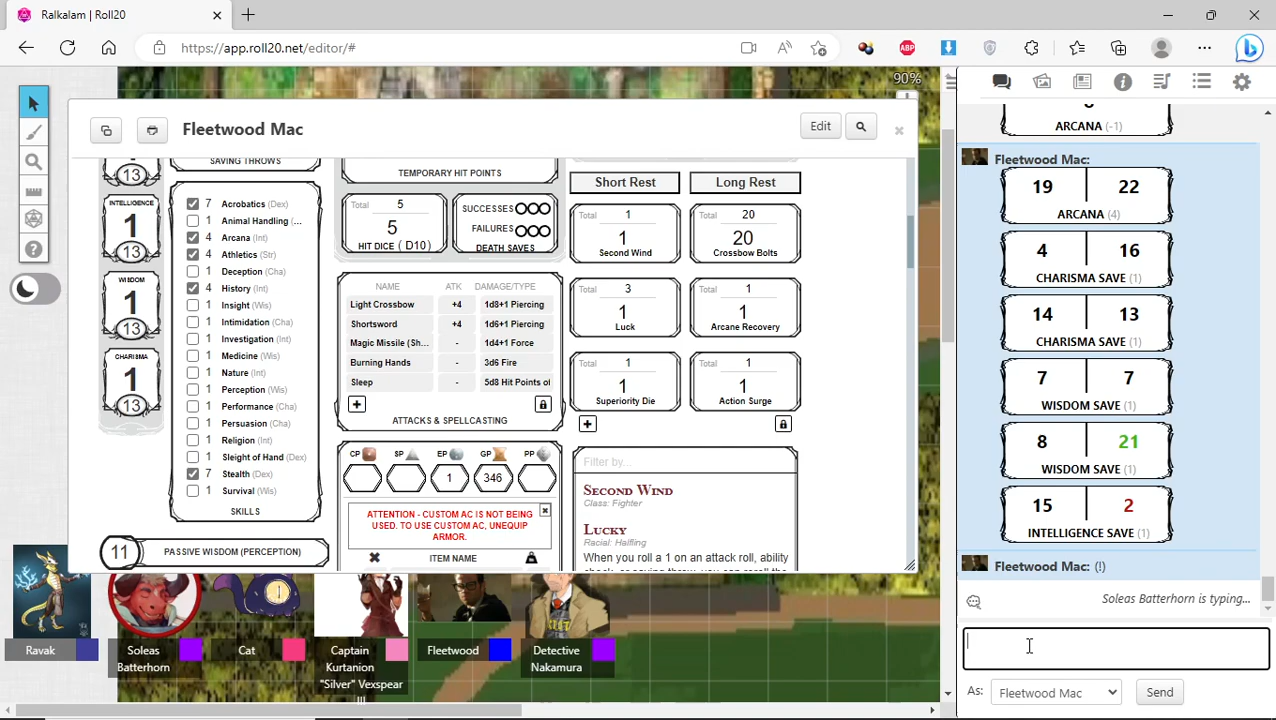 Ralkalam | Roll20
https://app.roll20.net/editor/#
90%
Fleetwood Mac
Edit
13
INTELLIGENCE
1
13
WISDOM
1
13
CHARISMA
1
13
SAVING THROWS
7 Acrobatics (Dex)
1 Animal Handling (...
4 Arcana (Int)
4 Athletics (Str)
1 Deception (Cha)
4 History (Int)
1 Insight (Wis)
1 Intimidation (Cha)
1 Investigation (Int)
1 Medicine (Wis)
1 Nature (Int)
1 Perception (Wis)
1 Performance (Cha)
1 Persuasion (Cha)
1 Religion (Int)
1 Sleight of Hand (Dex)
7 Stealth (Dex)
1 Survival (Wis)
SKILLS
11 PASSIVE WISDOM (PERCEPTION)
TEMPORARY HIT POINTS
Total 5
5
HIT DICE ( D10)
SUCCESSES
FAILURES
DEATH SAVES
NAME ATK DAMAGE/TYPE
Light Crossbow +4 1d8+1 Piercing
Shortsword +4 1d6+1 Piercing
Magic Missile (Sh... - 1d4+1 Force
Burning Hands - 3d6 Fire
Sleep - 5d8 Hit Points of
ATTACKS & SPELLCASTING
CP SP EP GP PP
1 346
ATTENTION - CUSTOM AC IS NOT BEING
USED. TO USE CUSTOM AC, UNEQUIP
ARMOR.
ITEM NAME
Short Rest Long Rest
Total 1
1
Second Wind
Total 20
20
Crossbow Bolts
Total 3
1
Luck
Total 1
1
Arcane Recovery
Total 1
1
Superiority Die
Total 1
1
Action Surge
Filter by...
Second Wind
Class: Fighter
Lucky
Racial: Halfling
When you roll a 1 on an attack roll, ability
check, or saving throw, you can reroll the
Ravak
Soleas
Batterhorn
Cat
Captain
Kurtanion
"Silver" Vexspear
III
Fleetwood
Detective
Nakamura
ARCANA (-1)
Fleetwood Mac:
19 22
ARCANA (4)
4 16
CHARISMA SAVE (1)
14 13
CHARISMA SAVE (1)
7 7
WISDOM SAVE (1)
8 21
WISDOM SAVE (1)
15 2
INTELLIGENCE SAVE (1)
Fleetwood Mac: (!)
Soleas Batterhorn is typing...
As: Fleetwood Mac Send